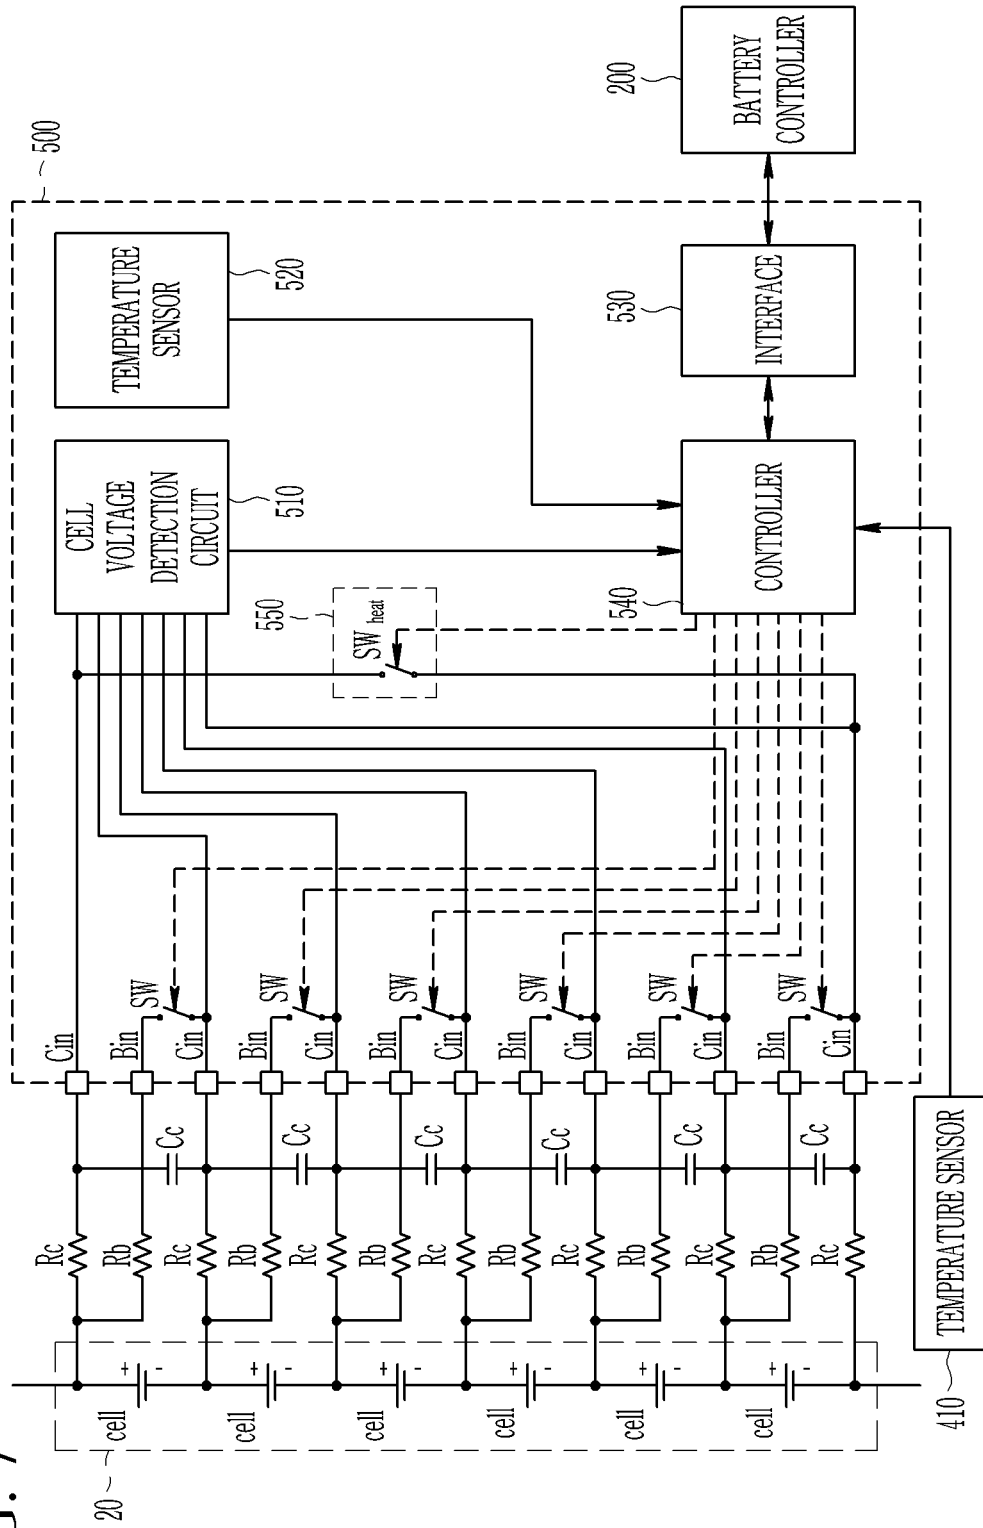 20
cell
cell
cell
cell
cell
cell
+ -
+ -
+ -
+ -
+ -
+ -
Rc
Rb
Rc
Rb
Rc
Rb
Rc
Rb
Rc
Rb
Rc
Rb
Rc
Cc
Cc
Cc
Cc
Cc
Cc
Cin
Bin
Cin
Bin
Cin
Bin
Cin
Bin
Cin
Bin
Cin
Bin
Cin
SW
SW
SW
SW
SW
SW
500
550
SW heat
CELL
VOLTAGE
DETECTION
CIRCUIT
510
TEMPERATURE
SENSOR
520
540
CONTROLLER
530
INTERFACE
200
BATTERY
CONTROLLER
TEMPERATURE SENSOR
410